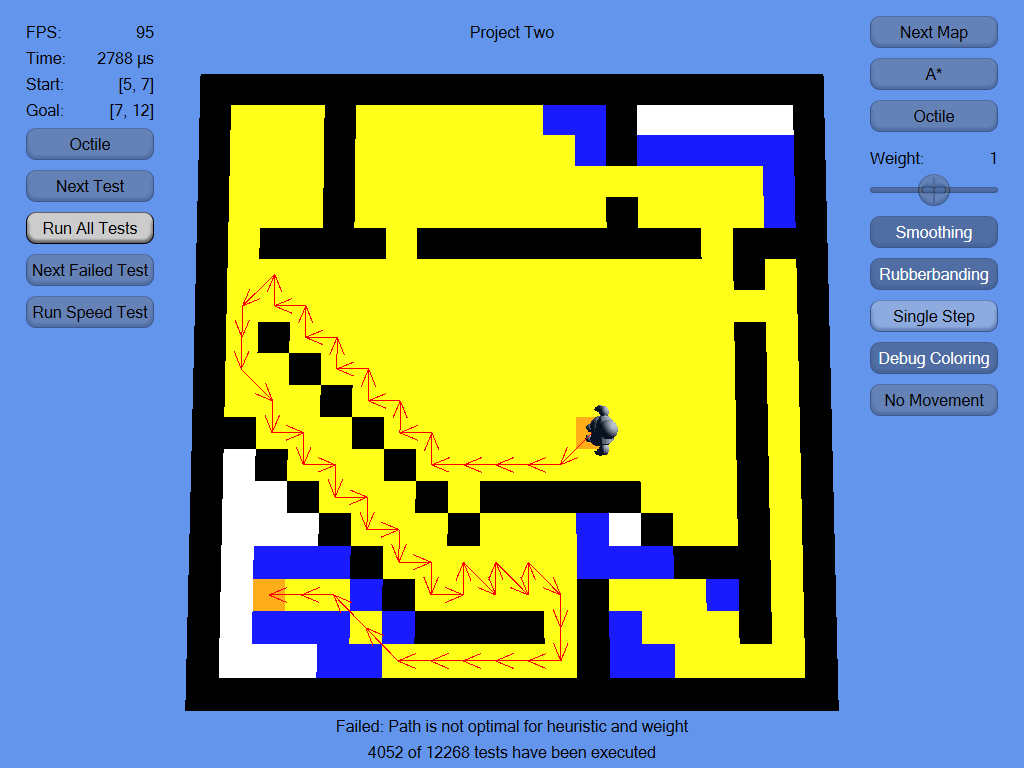 FPS: 95
Time: 2788 µs
Start: [5, 7]
Goal: [7, 12]
Octile
Next Test
Run All Tests
Next Failed Test
Run Speed Test
Project Two
Next Map
A*
Octile
Weight: 1
Smoothing
Rubberbanding
Single Step
Debug Coloring
No Movement
Failed: Path is not optimal for heuristic and weight
4052 of 12268 tests have been executed